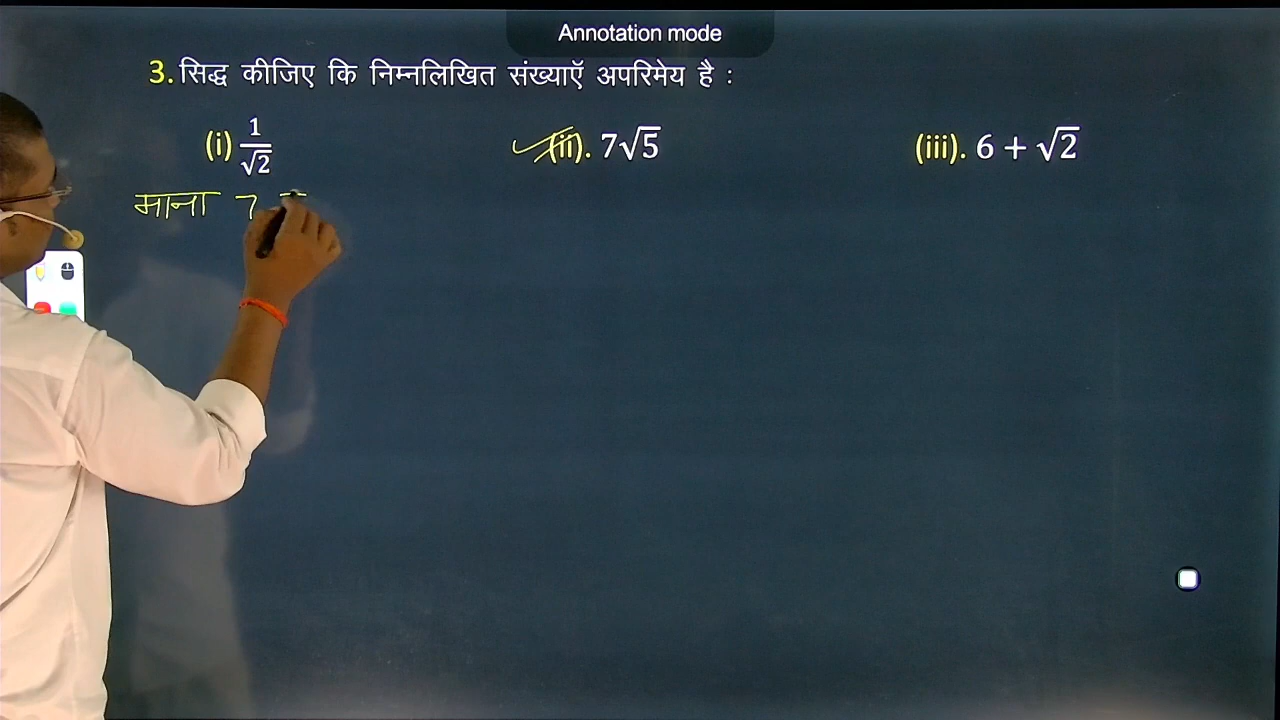 Annotation mode
3. सिद्ध कीजिए कि निम्नलिखित संख्याएँ अपरिमेय है :
(i) 1/√2 (ii). 7√5 (iii). 6 + √2
माना 7